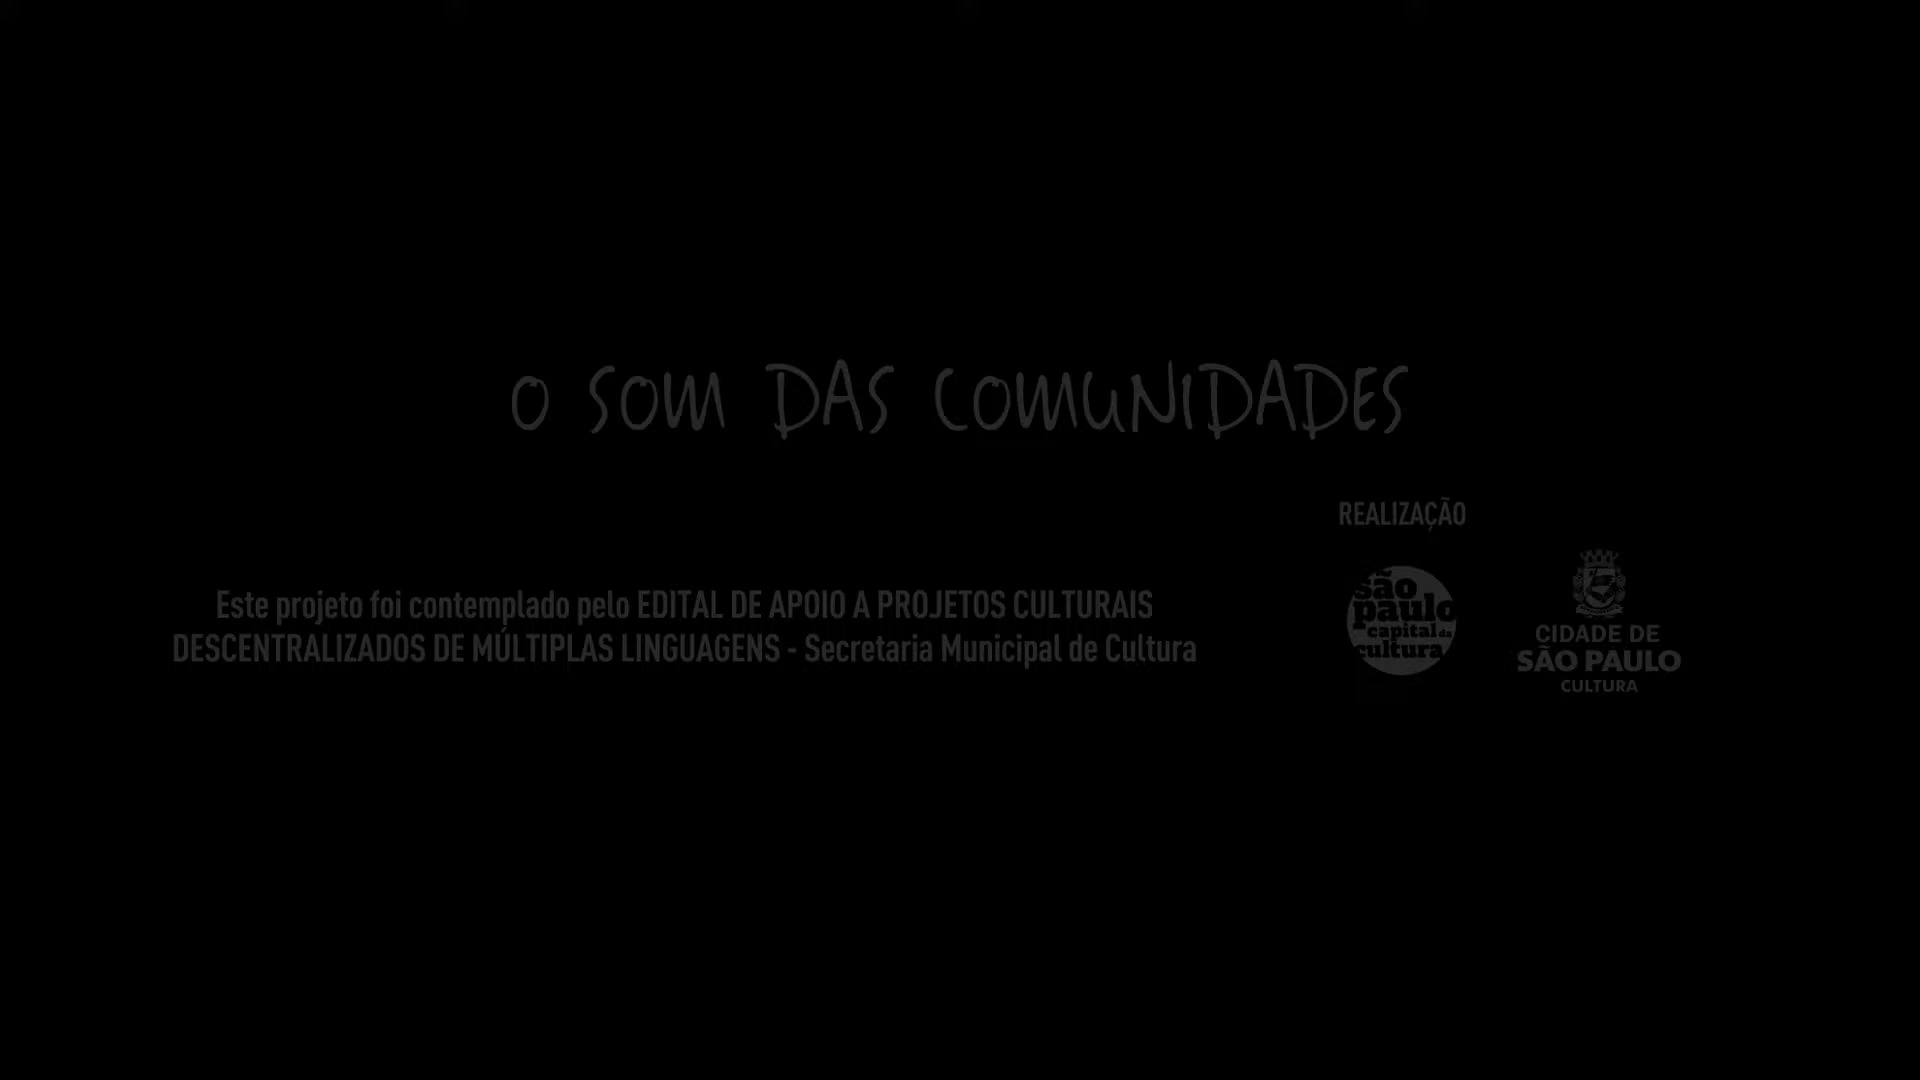 O SOM DAS COMUNIDADES
REALIZAÇÃO
Este projeto foi contemplado pelo EDITAL DE APOIO A PROJETOS CULTURAIS
DESCENTRALIZADOS DE MÚLTIPLAS LINGUAGENS - Secretaria Municipal de Cultura
são
paulo
capital da
cultura
CIDADE DE
SÃO PAULO
CULTURA